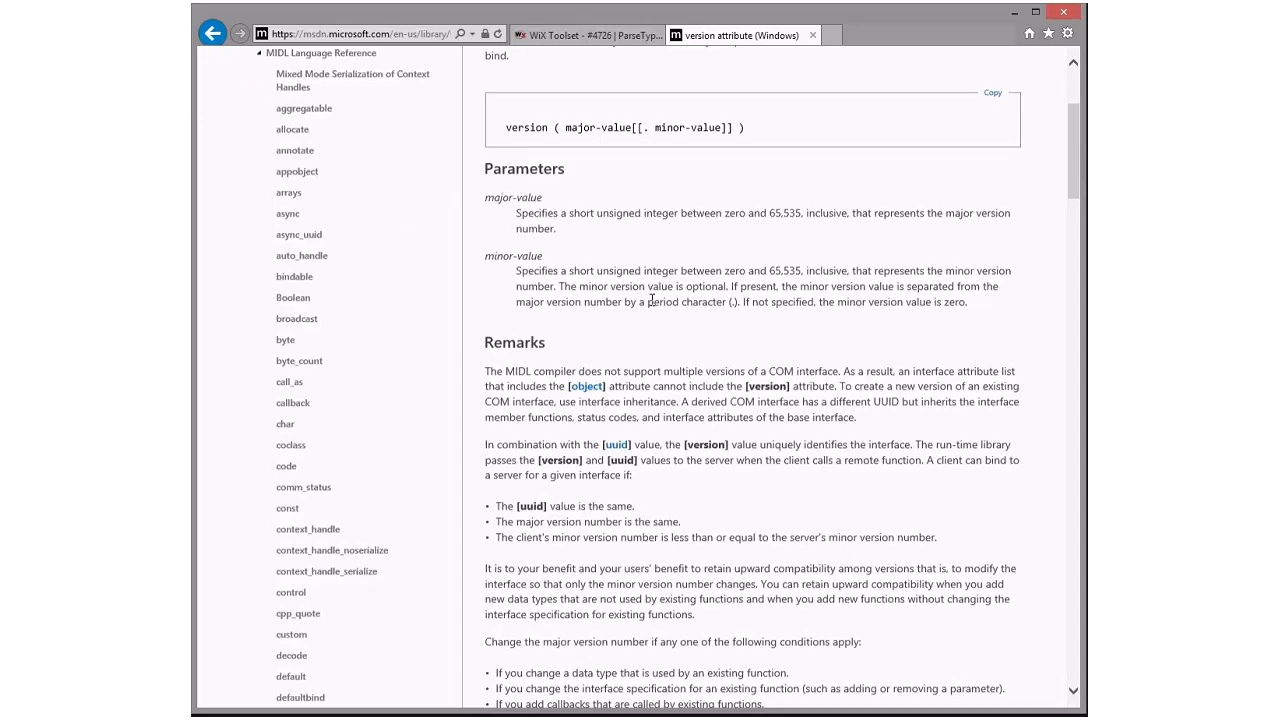 https://msdn.microsoft.com/en-us/library/
WiX Toolset - #4726 | ParseTyp...
version attribute (Windows)
MIDL Language Reference
Mixed Mode Serialization of Context
Handles
aggregatable
allocate
annotate
appobject
arrays
async
async_uuid
auto_handle
bindable
Boolean
broadcast
byte
byte_count
call_as
callback
char
coclass
code
comm_status
const
context_handle
context_handle_noserialize
context_handle_serialize
control
cpp_quote
custom
decode
default
defaultbind
bind.
Copy
version ( major-value[[. minor-value]] )
Parameters
major-value
Specifies a short unsigned integer between zero and 65,535, inclusive, that represents the major version
number.
minor-value
Specifies a short unsigned integer between zero and 65,535, inclusive, that represents the minor version
number. The minor version value is optional. If present, the minor version value is separated from the
major version number by a period character (.). If not specified, the minor version value is zero.
Remarks
The MIDL compiler does not support multiple versions of a COM interface. As a result, an interface attribute list
that includes the [object] attribute cannot include the [version] attribute. To create a new version of an existing
COM interface, use interface inheritance. A derived COM interface has a different UUID but inherits the interface
member functions, status codes, and interface attributes of the base interface.
In combination with the [uuid] value, the [version] value uniquely identifies the interface. The run-time library
passes the [version] and [uuid] values to the server when the client calls a remote function. A client can bind to
a server for a given interface if:
• The [uuid] value is the same.
• The major version number is the same.
• The client's minor version number is less than or equal to the server's minor version number.
It is to your benefit and your users' benefit to retain upward compatibility among versions that is, to modify the
interface so that only the minor version number changes. You can retain upward compatibility when you add
new data types that are not used by existing functions and when you add new functions without changing the
interface specification for existing functions.
Change the major version number if any one of the following conditions apply:
• If you change a data type that is used by an existing function.
• If you change the interface specification for an existing function (such as adding or removing a parameter).
• If you add callbacks that are called by existing functions.